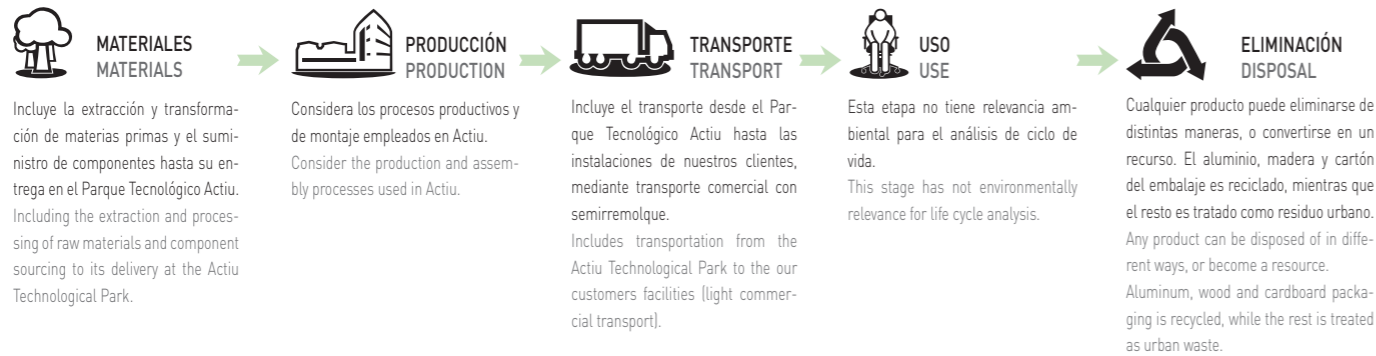 MATERIALES
MATERIALS
Incluye la extracción y transforma-
ción de materias primas y el sumi-
nistro de componentes hasta su en-
trega en el Parque Tecnológico Actiu.
Including the extraction and proces-
sing of raw materials and component
sourcing to its delivery at the Actiu
Technological Park.
PRODUCCIÓN
PRODUCTION
Considera los procesos productivos y
de montaje empleados en Actiu.
Consider the production and assem-
bly processes used in Actiu.
TRANSPORTE
TRANSPORT
Incluye el transporte desde el Par-
que Tecnológico Actiu hasta las
instalaciones de nuestros clientes,
mediante transporte comercial con
semirremolque.
Includes transportation from the
Actiu Technological Park to the our
customers facilities (light commer-
cial transport).
USO
USE
Esta etapa no tiene relevancia am-
biental para el análisis de ciclo de
vida.
This stage has not environmentally
relevance for life cycle analysis.
ELIMINACIÓN
DISPOSAL
Cualquier producto puede eliminarse de
distintas maneras, o convertirse en un
recurso. El aluminio, madera y cartón
del embalaje es reciclado, mientras que
el resto es tratado como residuo urbano.
Any product can be disposed of in diffe-
rent ways, or become a resource.
Aluminum, wood and cardboard packa-
ging is recycled, while the rest is treated
as urban waste.